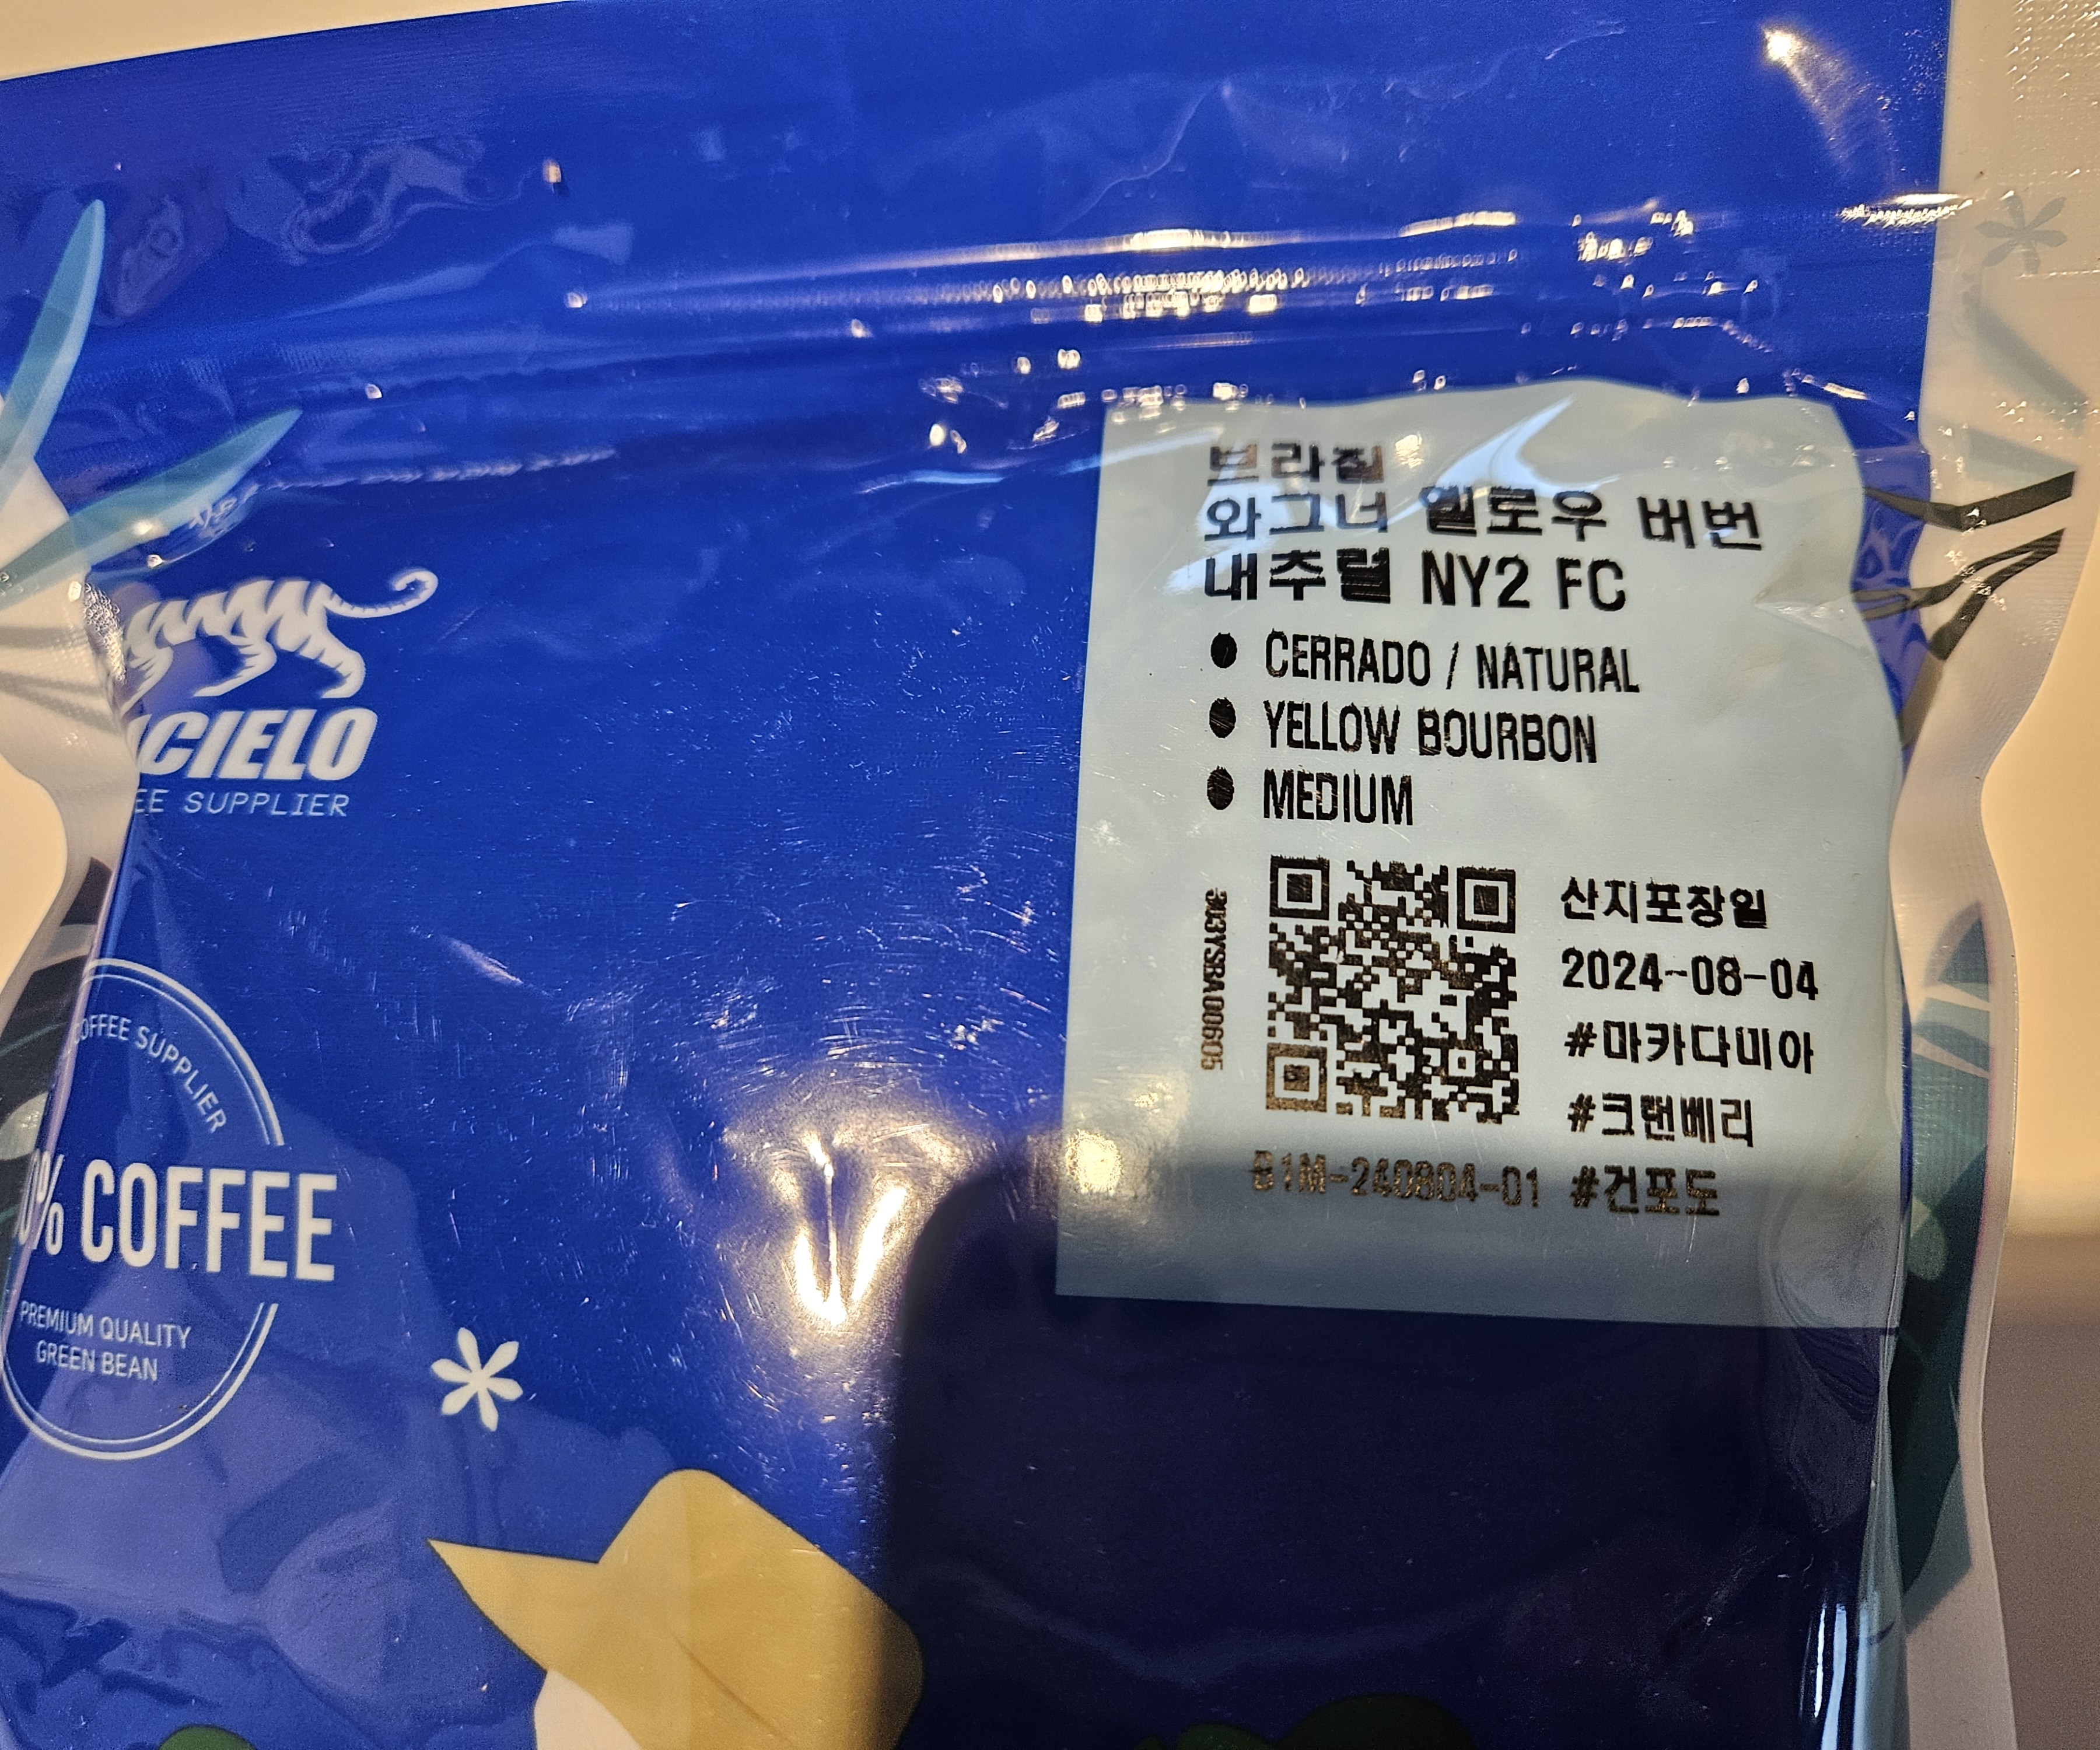 브라질
와그너 옐로우 버번
내추럴 NY2 FC
● CERRADO / NATURAL
● YELLOW BOURBON
● MEDIUM
산지포장일
2024-08-04
#마카다미아
#크랜베리
B1M-240804-01 #건포도
CIELO
EE SUPPLIER
COFFEE SUPPLIER
% COFFEE
PREMIUM QUALITY
GREEN BEAN